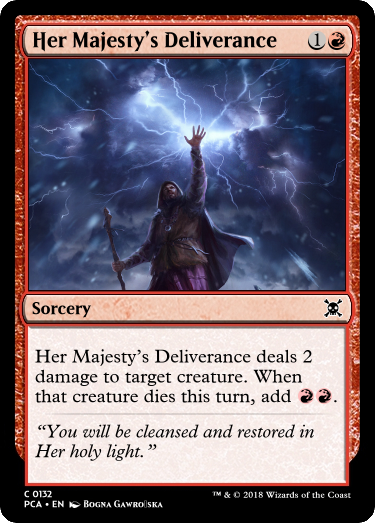 Her Majesty's Deliverance 1
Sorcery
Her Majesty's Deliverance deals 2
damage to target creature. When
that creature dies this turn, add .
"You will be cleansed and restored in
Her holy light."
C 0132
PCA • EN Bogna Gawrońska
™ & © 2018 Wizards of the Coast